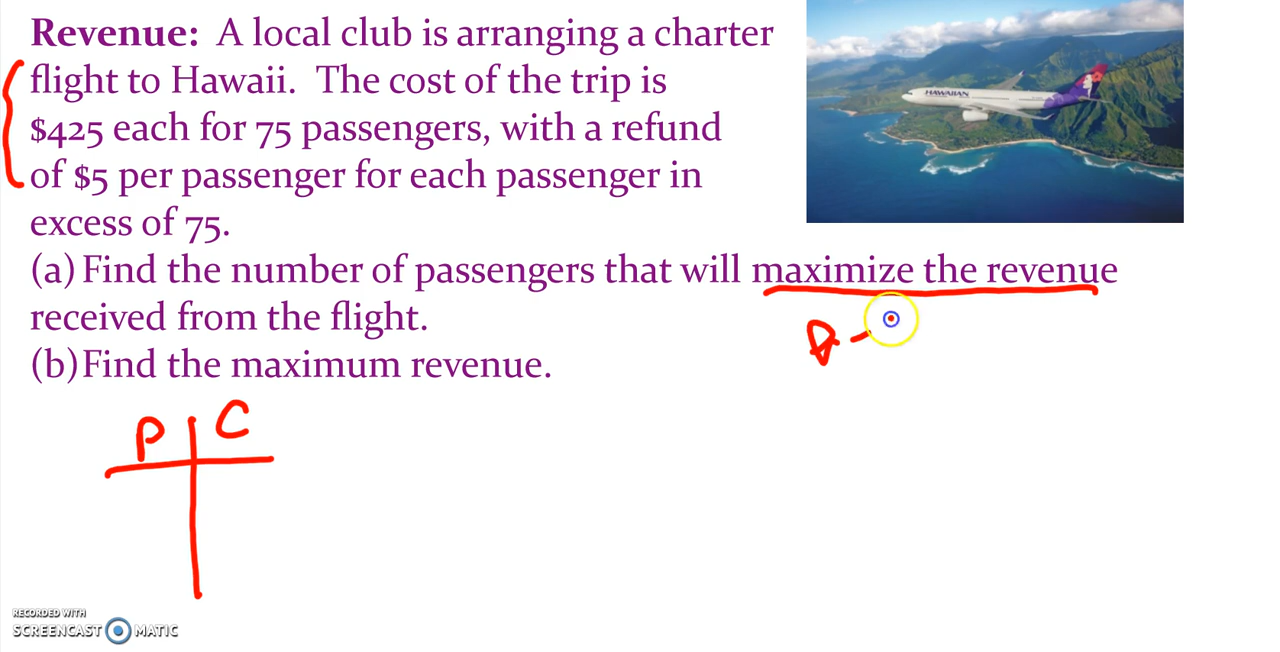 Revenue: A local club is arranging a charter
flight to Hawaii. The cost of the trip is
$425 each for 75 passengers, with a refund
of $5 per passenger for each passenger in
excess of 75.
(a) Find the number of passengers that will maximize the revenue
received from the flight.
(b) Find the maximum revenue.
HAWAIIAN
R -
P C
RECORDED WITH
SCREENCAST MATIC